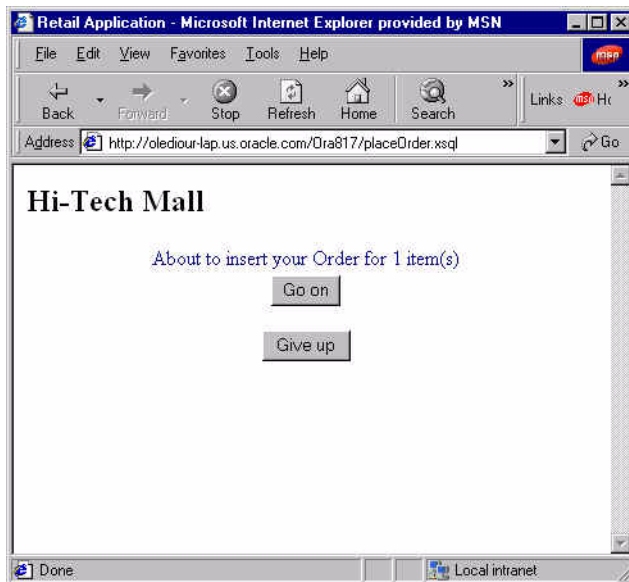 Retail Application - Microsoft Internet Explorer provided by MSN
File Edit View Favorites Tools Help
msn
Back Forward Stop Refresh Home Search » Links msn »
Address http://olediour-lap.us.oracle.com/Ora817/placeOrder.xsql Go
Hi-Tech Mall
About to insert your Order for 1 item(s)
Go on
Give up
Done Local intranet